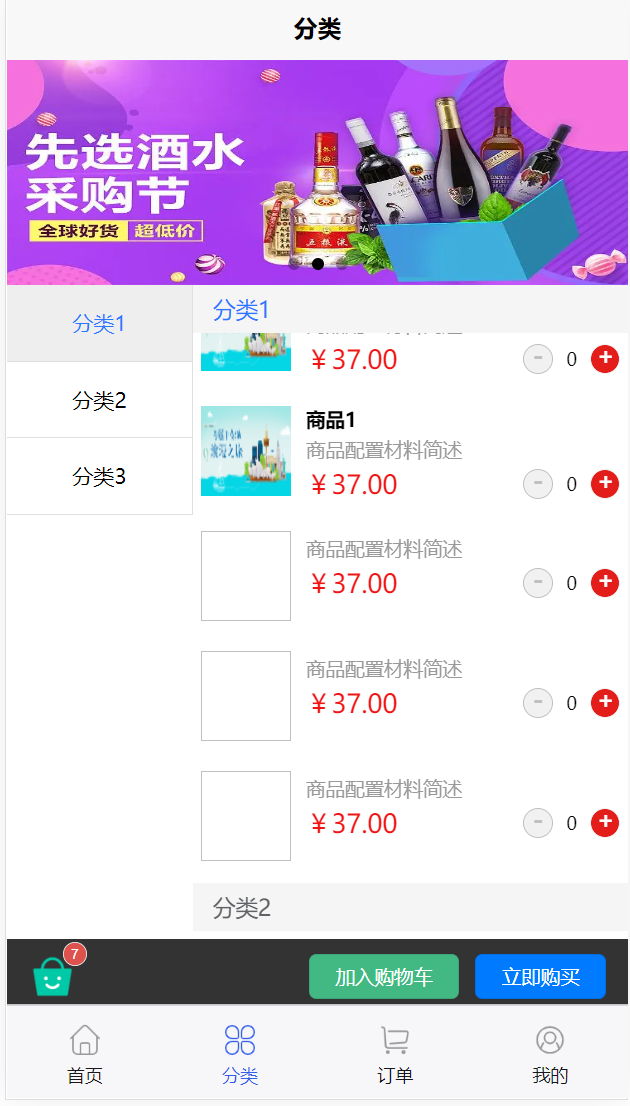 分类
先选酒水
采购节
全球好货 超低价
五粮液
分类1
分类2
分类3
分类1
¥ 37.00 - 0 +
商品1
商品配置材料简述
¥ 37.00 - 0 +
商品配置材料简述
¥ 37.00 - 0 +
商品配置材料简述
¥ 37.00 - 0 +
商品配置材料简述
¥ 37.00 - 0 +
分类2
7
加入购物车 立即购买
首页 分类 订单 我的